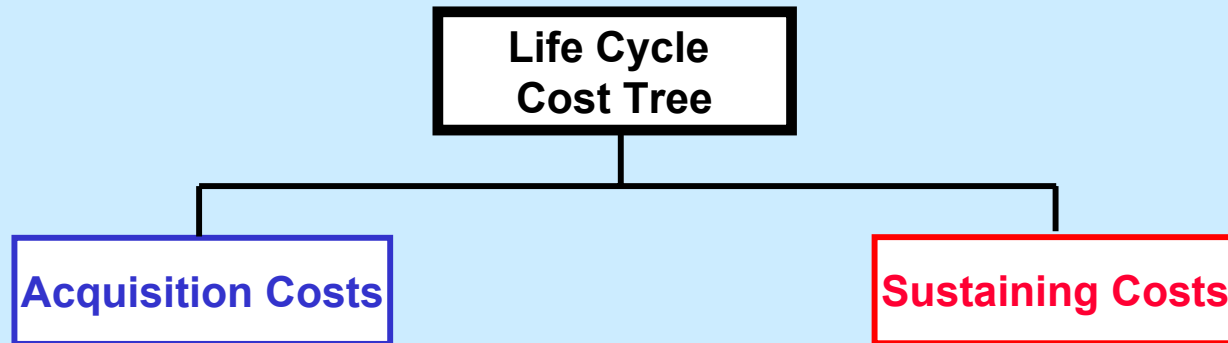 Life Cycle
Cost Tree
Acquisition Costs
Sustaining Costs